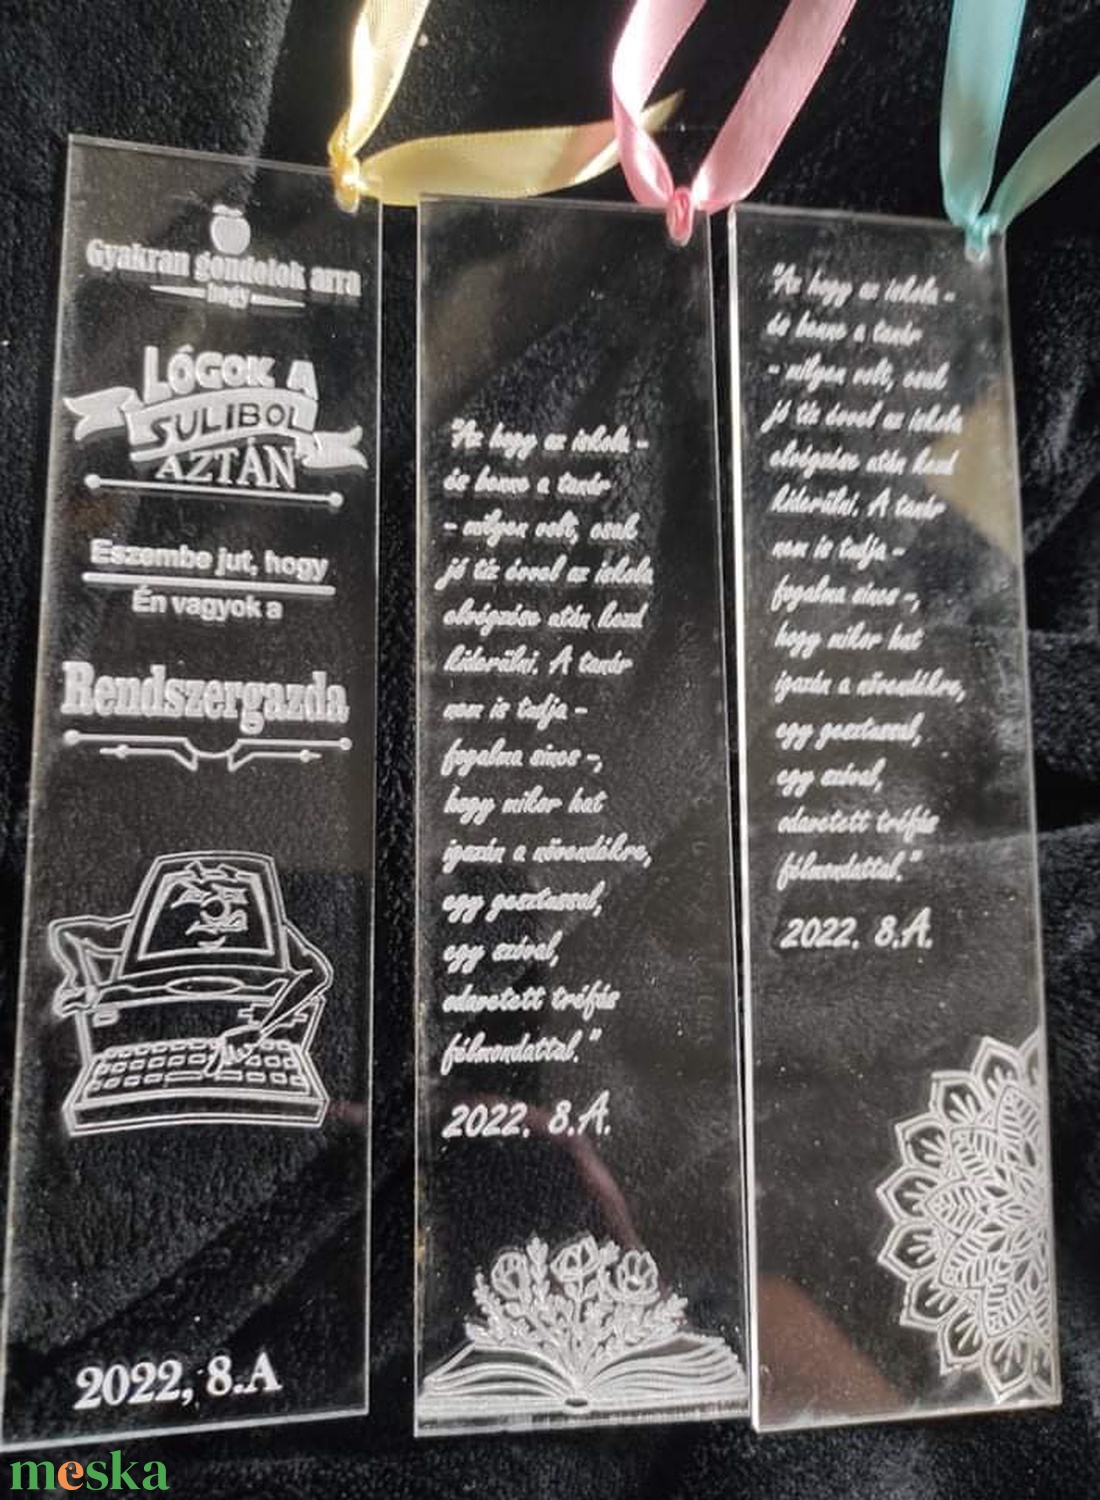 Gyakran gondolok arra
hogy
LÓGOK A
SULIBOL
AZTÁN
Eszembe jut, hogy
Én vagyok a
Rendszergazda
2022, 8.A
"Az hogy az iskola -
és benne a tanár
- milyen volt, csak
jó tíz évvel az iskola
elvégzése után kezd
kiderülni. A tanár
nem is tudja -
fogalma sincs -,
hogy mikor hat
igazán a növendékre,
egy gesztussal,
egy szóval,
odavetett tréfás
félmondattal."
2022. 8.A.
"Az hogy az iskola -
és benne a tanár
- milyen volt, csak
jó tíz évvel az iskola
elvégzése után kezd
kiderülni. A tanár
nem is tudja -
fogalma sincs -,
hogy mikor hat
igazán a növendékre,
egy gesztussal,
egy szóval,
odavetett tréfás
félmondattal."
2022. 8.A.
meska